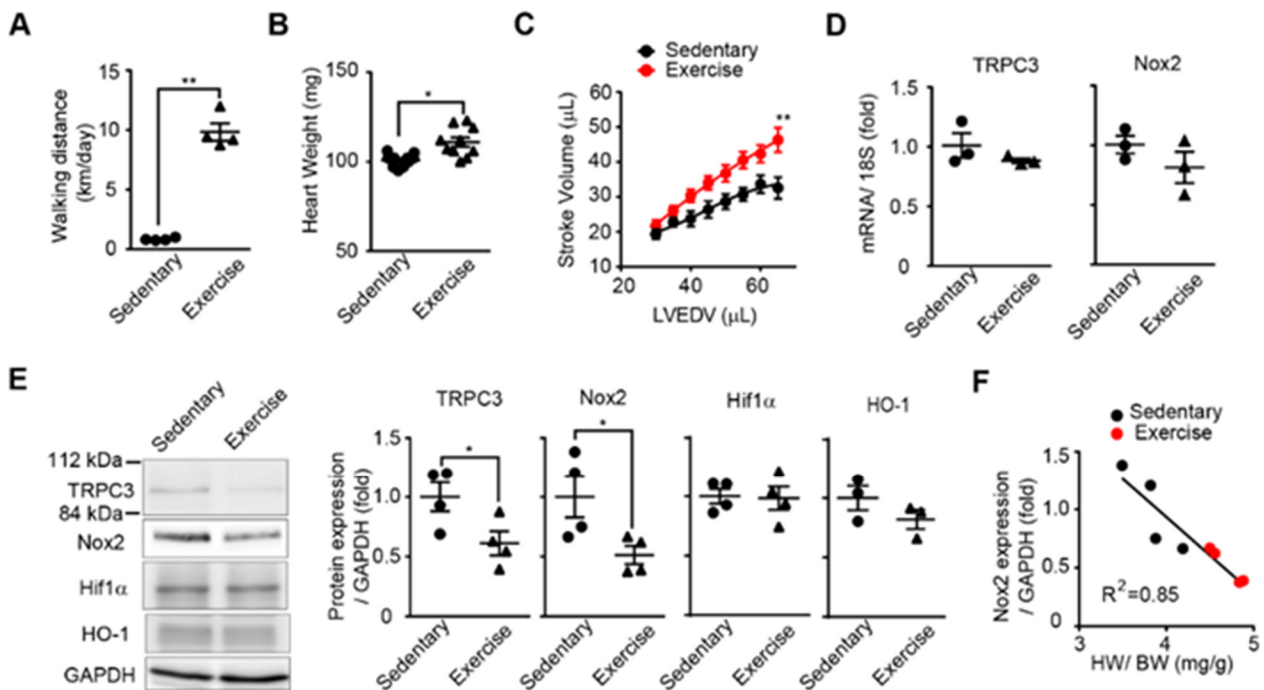 A
Walking distance
(km/day)
15
10
5
0
**
Sedentary
Exercise
B
Heart Weight (mg)
150
100
50
*
Sedentary
Exercise
C
Sedentary
Exercise
Stroke Volume (μL)
60
50
40
30
20
10
**
20
40
60
LVEDV (μL)
D
TRPC3
Nox2
mRNA/ 18S (fold)
1.5
1.0
0.5
0
Sedentary
Exercise
Sedentary
Exercise
E
Sedentary
Exercise
112 kDa
TRPC3
84 kDa
Nox2
Hif1α
HO-1
GAPDH
TRPC3
Nox2
Hif1α
HO-1
Protein expression
/ GAPDH (fold)
1.5
1.0
0.5
0
*
*
Sedentary
Exercise
Sedentary
Exercise
Sedentary
Exercise
Sedentary
Exercise
F
Sedentary
Exercise
Nox2 expression
/ GAPDH (fold)
1.5
1.0
0.5
0
R²=0.85
3
4
5
HW/ BW (mg/g)